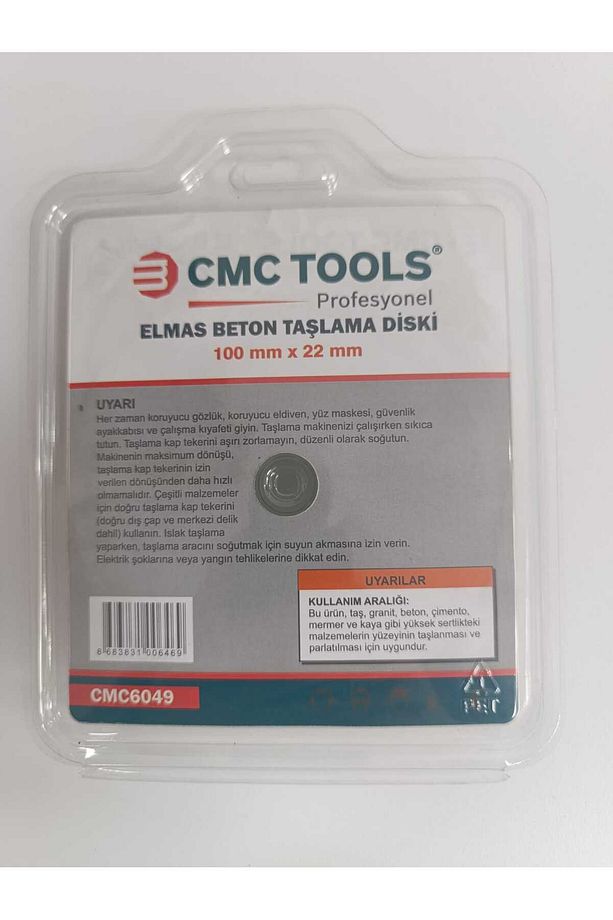 CMC TOOLS®
Profesyonel
ELMAS BETON TAŞLAMA DİSKİ
100 mm x 22 mm
UYARI
Her zaman koruyucu gözlük, koruyucu eldiven, yüz maskesi, güvenlik
ayakkabısı ve çalışma kıyafeti giyin. Taşlama makinenizi çalışırken sıkıca
tutun. Taşlama kap tekerini aşırı zorlamayın, düzenli olarak soğutun.
Makinenin maksimum dönüşü,
taşlama kap tekerinin izin
verilen dönüşünden daha hızlı
olmamalıdır. Çeşitli malzemeler
için doğru taşlama kap tekerini
(doğru dış çap ve merkezi delik
dahil) kullanın. Islak taşlama
yaparken, taşlama aracını soğutmak için suyun akmasına izin verin.
Elektrik şoklarına veya yangın tehlikelerine dikkat edin.
UYARILAR
KULLANIM ARALIĞI:
Bu ürün, taş, granit, beton, çimento,
mermer ve kaya gibi yüksek sertlikteki
malzemelerin yüzeyinin taşlanması ve
parlatılması için uygundur.
8 683831 006469
CMC6049
1
PET